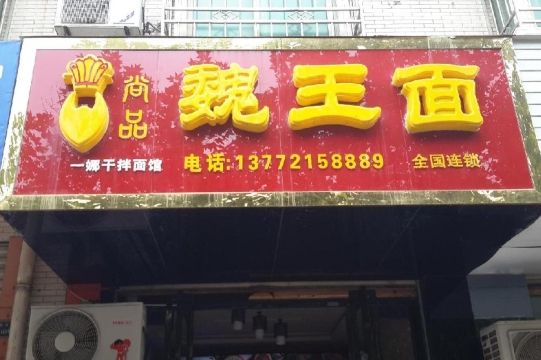 尚品
魏王面
一娜干拌面馆
电话:13772158889
全国连锁